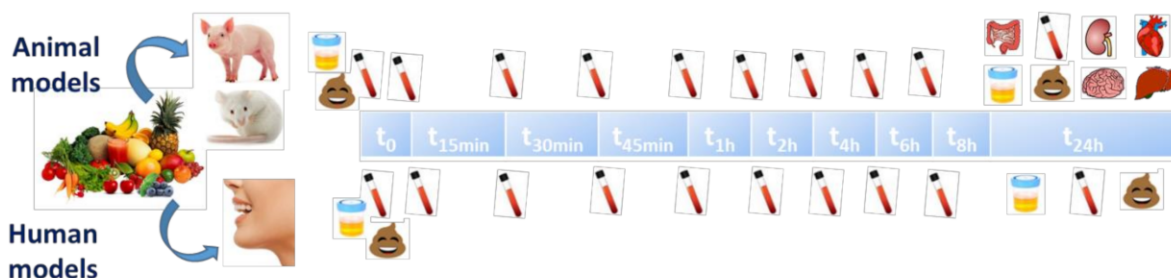 Animal
models
t0 t15min t30min t45min t1h t2h t4h t6h t8h t24h
Human
models